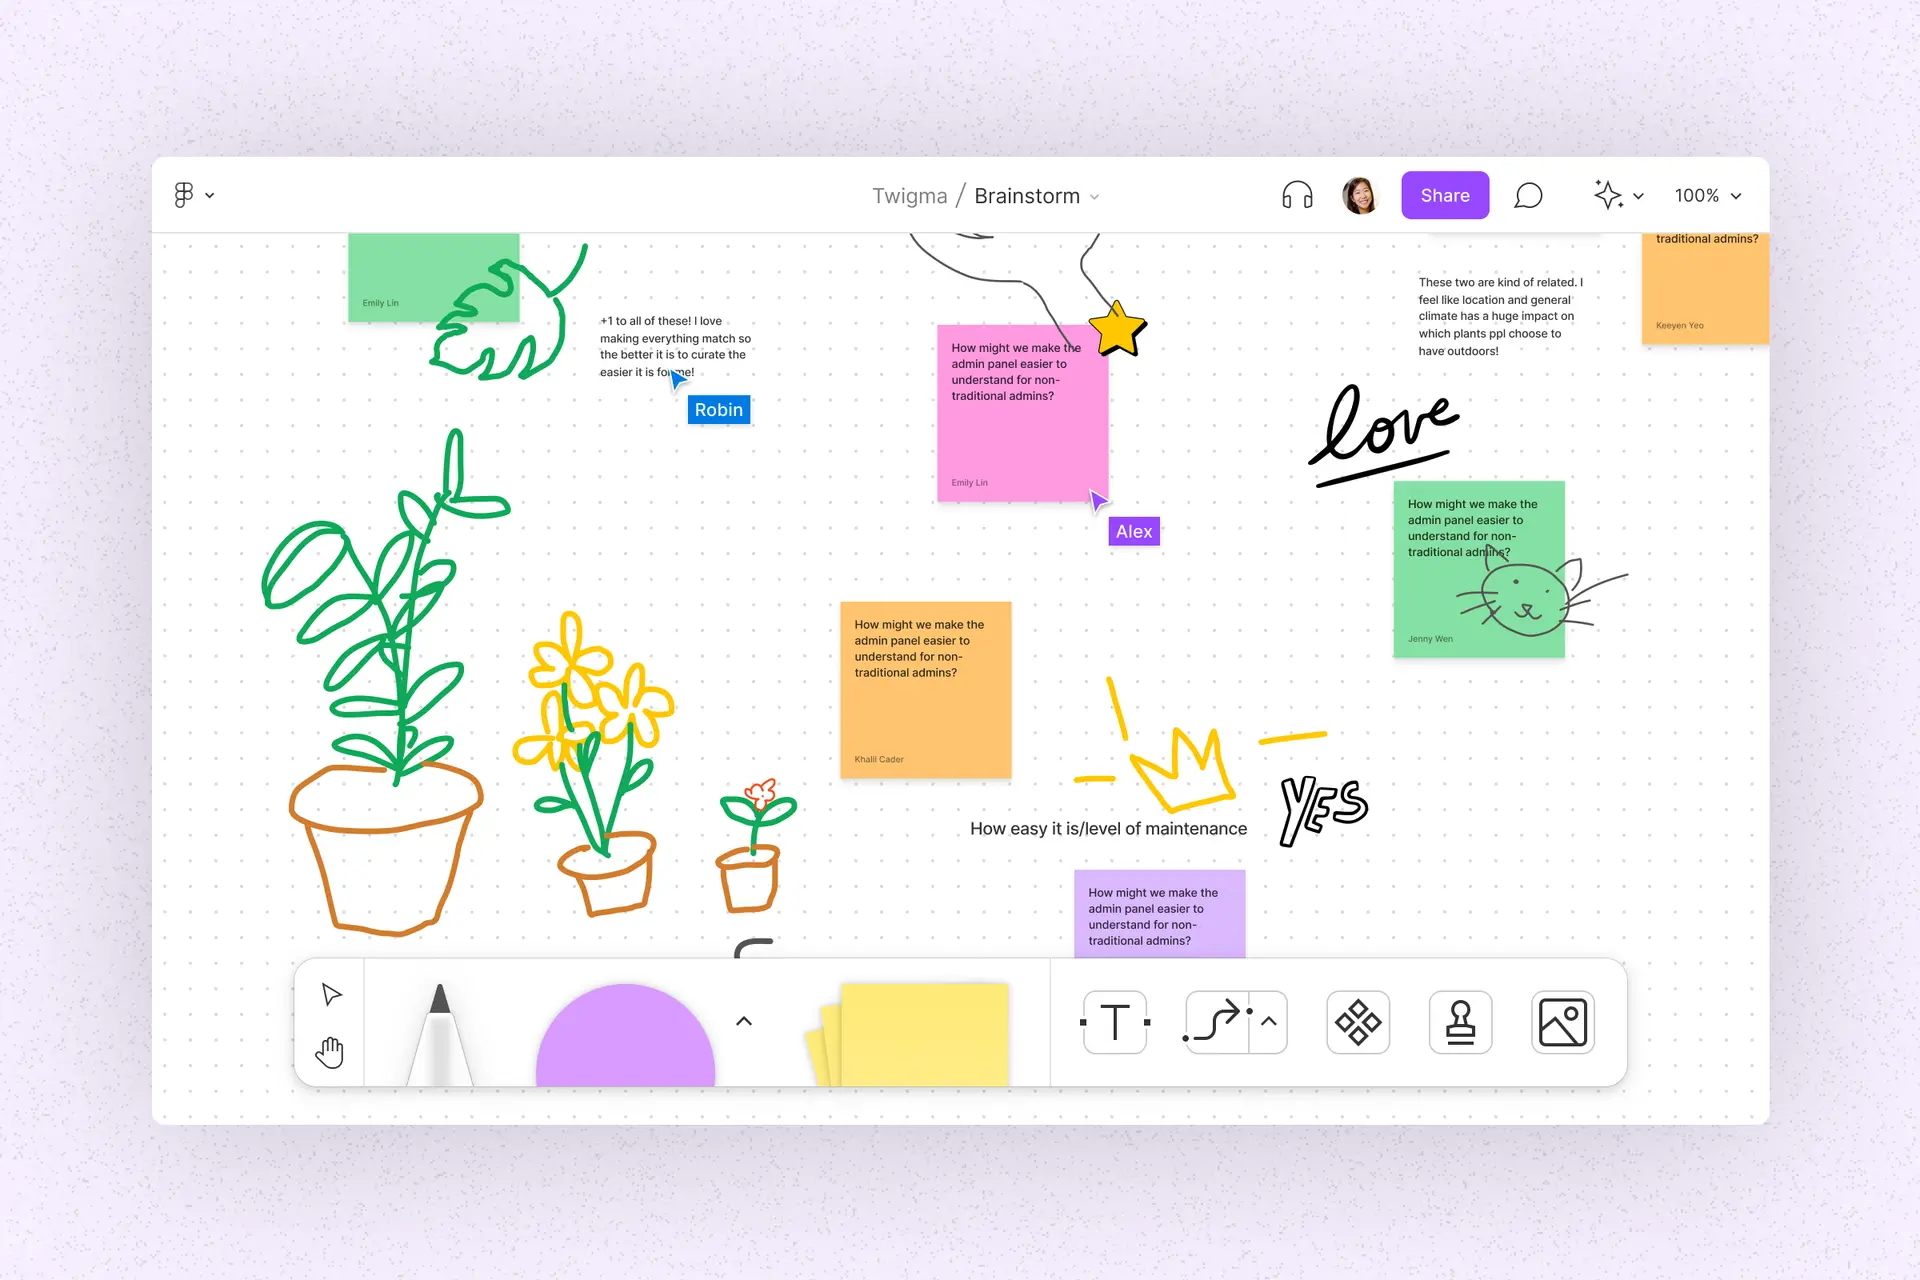 Twigma / Brainstorm
Share
100%
Emily Lin
+1 to all of these! I love
making everything match so
the better it is to curate the
easier it is for me!
Robin
How might we make the
admin panel easier to
understand for non-
traditional admins?
Emily Lin
Alex
These two are kind of related. I
feel like location and general
climate has a huge impact on
which plants ppl choose to
have outdoors!
traditional admins?
Keeyen Yeo
love
How might we make the
admin panel easier to
understand for non-
traditional admins?
Jenny Wen
How might we make the
admin panel easier to
understand for non-
traditional admins?
Khalil Cader
YES
How easy it is/level of maintenance
How might we make the
admin panel easier to
understand for non-
traditional admins?
T